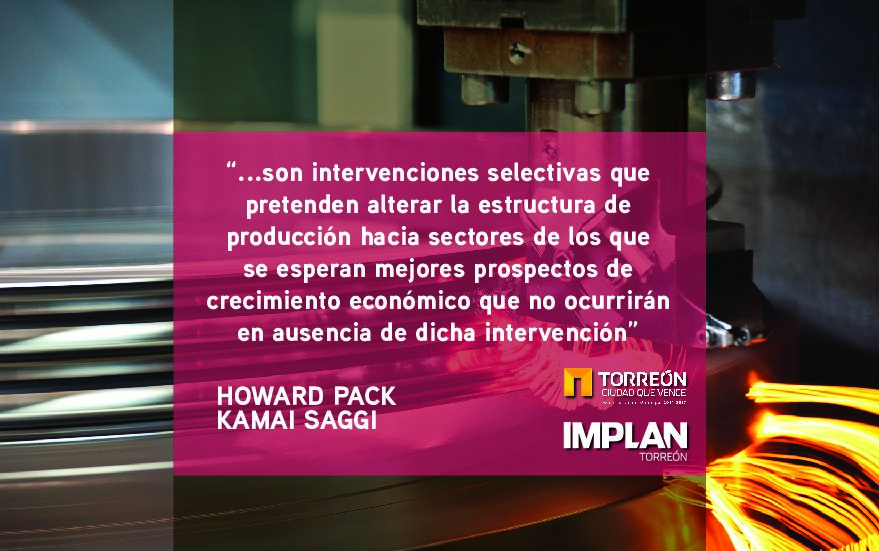 “...son intervenciones selectivas que
pretenden alterar la estructura de
producción hacia sectores de los que
se esperan mejores prospectos de
crecimiento económico que no ocurrirán
en ausencia de dicha intervención”
HOWARD PACK
KAMAI SAGGI
TORREÓN
CIUDAD QUE VENCE
IMPLAN
TORREÓN